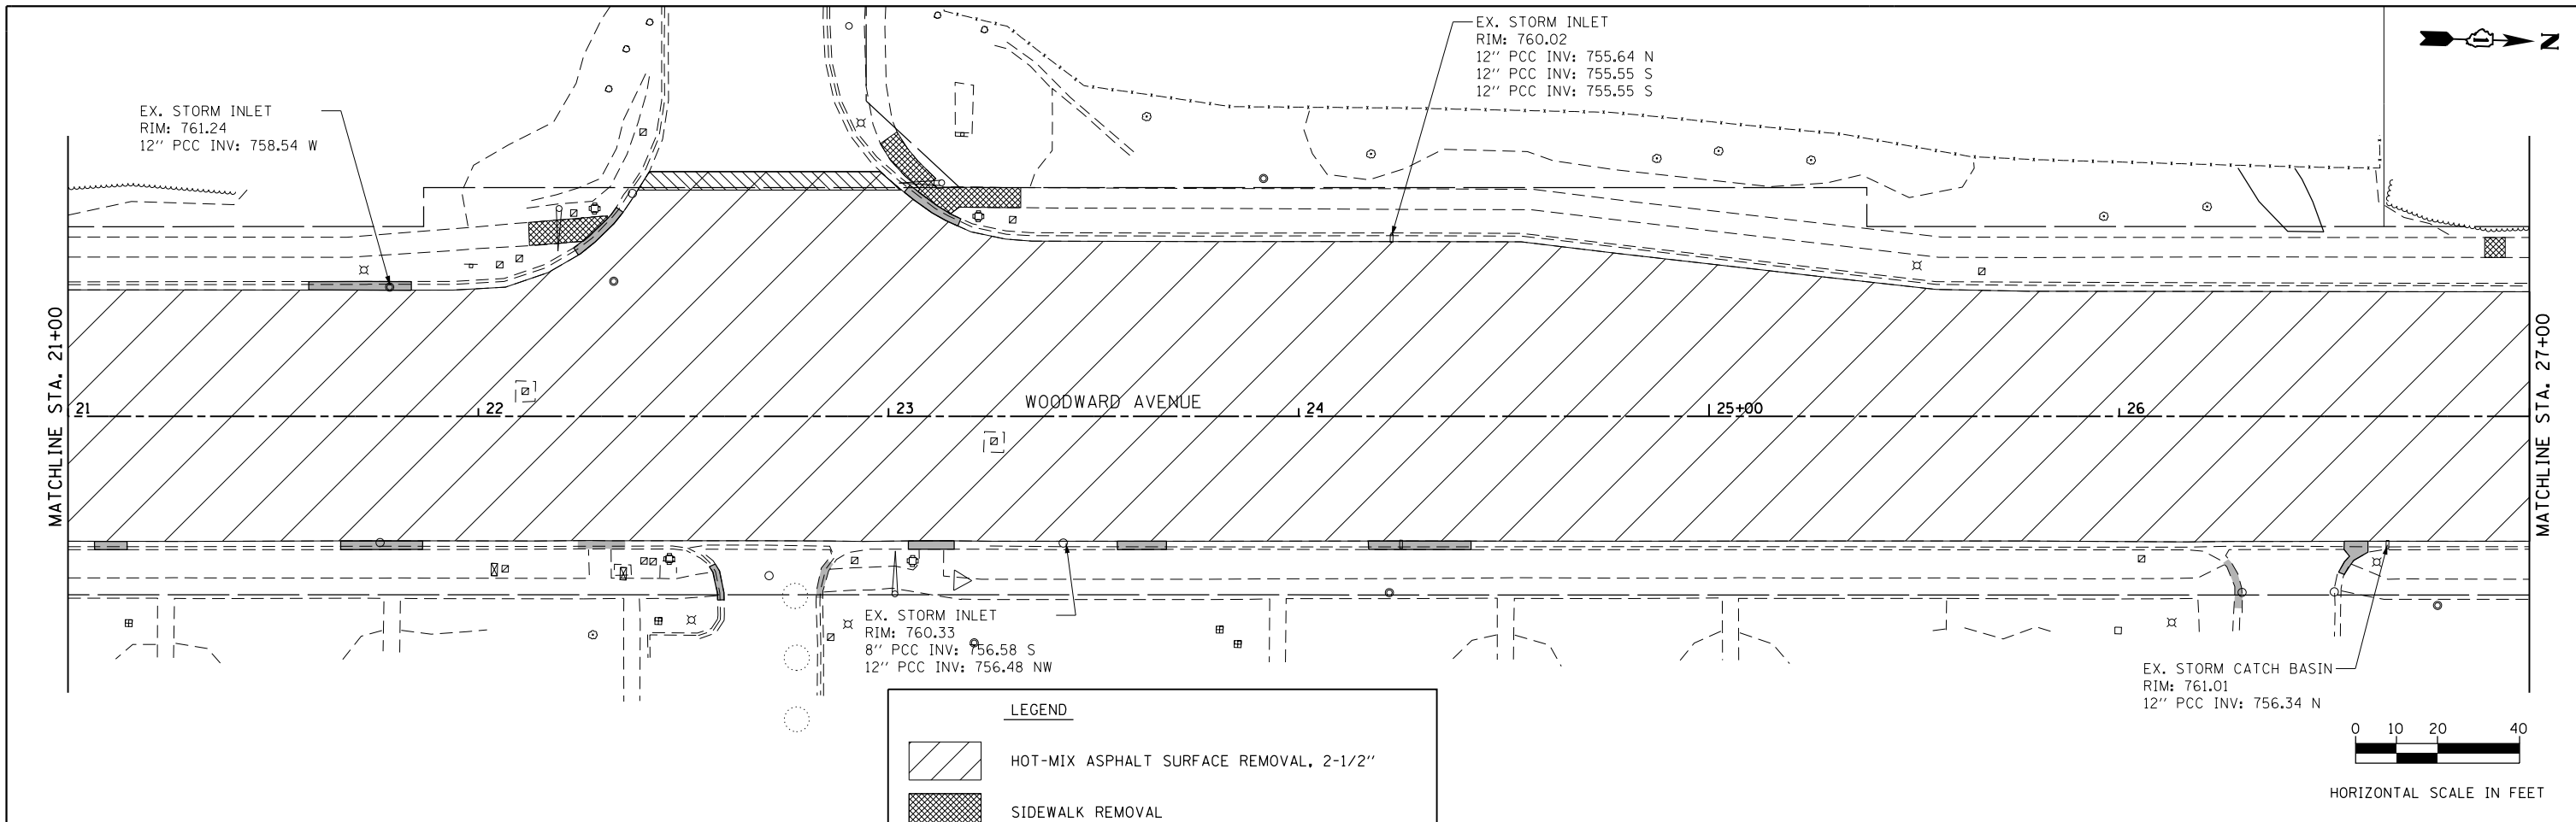 EX. STORM INLET
RIM: 760.02
12" PCC INV: 755.64 N
12" PCC INV: 755.55 S
12" PCC INV: 755.55 S
N
EX. STORM INLET
RIM: 761.24
12" PCC INV: 758.54 W
MATCHLINE STA. 21+00
21
22
23
WOODWARD AVENUE
24
25+00
26
MATCHLINE STA. 27+00
EX. STORM INLET
RIM: 760.33
8" PCC INV: 756.58 S
12" PCC INV: 756.48 NW
EX. STORM CATCH BASIN
RIM: 761.01
12" PCC INV: 756.34 N
LEGEND
HOT-MIX ASPHALT SURFACE REMOVAL, 2-1/2"
SIDEWALK REMOVAL
0 10 20 40
HORIZONTAL SCALE IN FEET